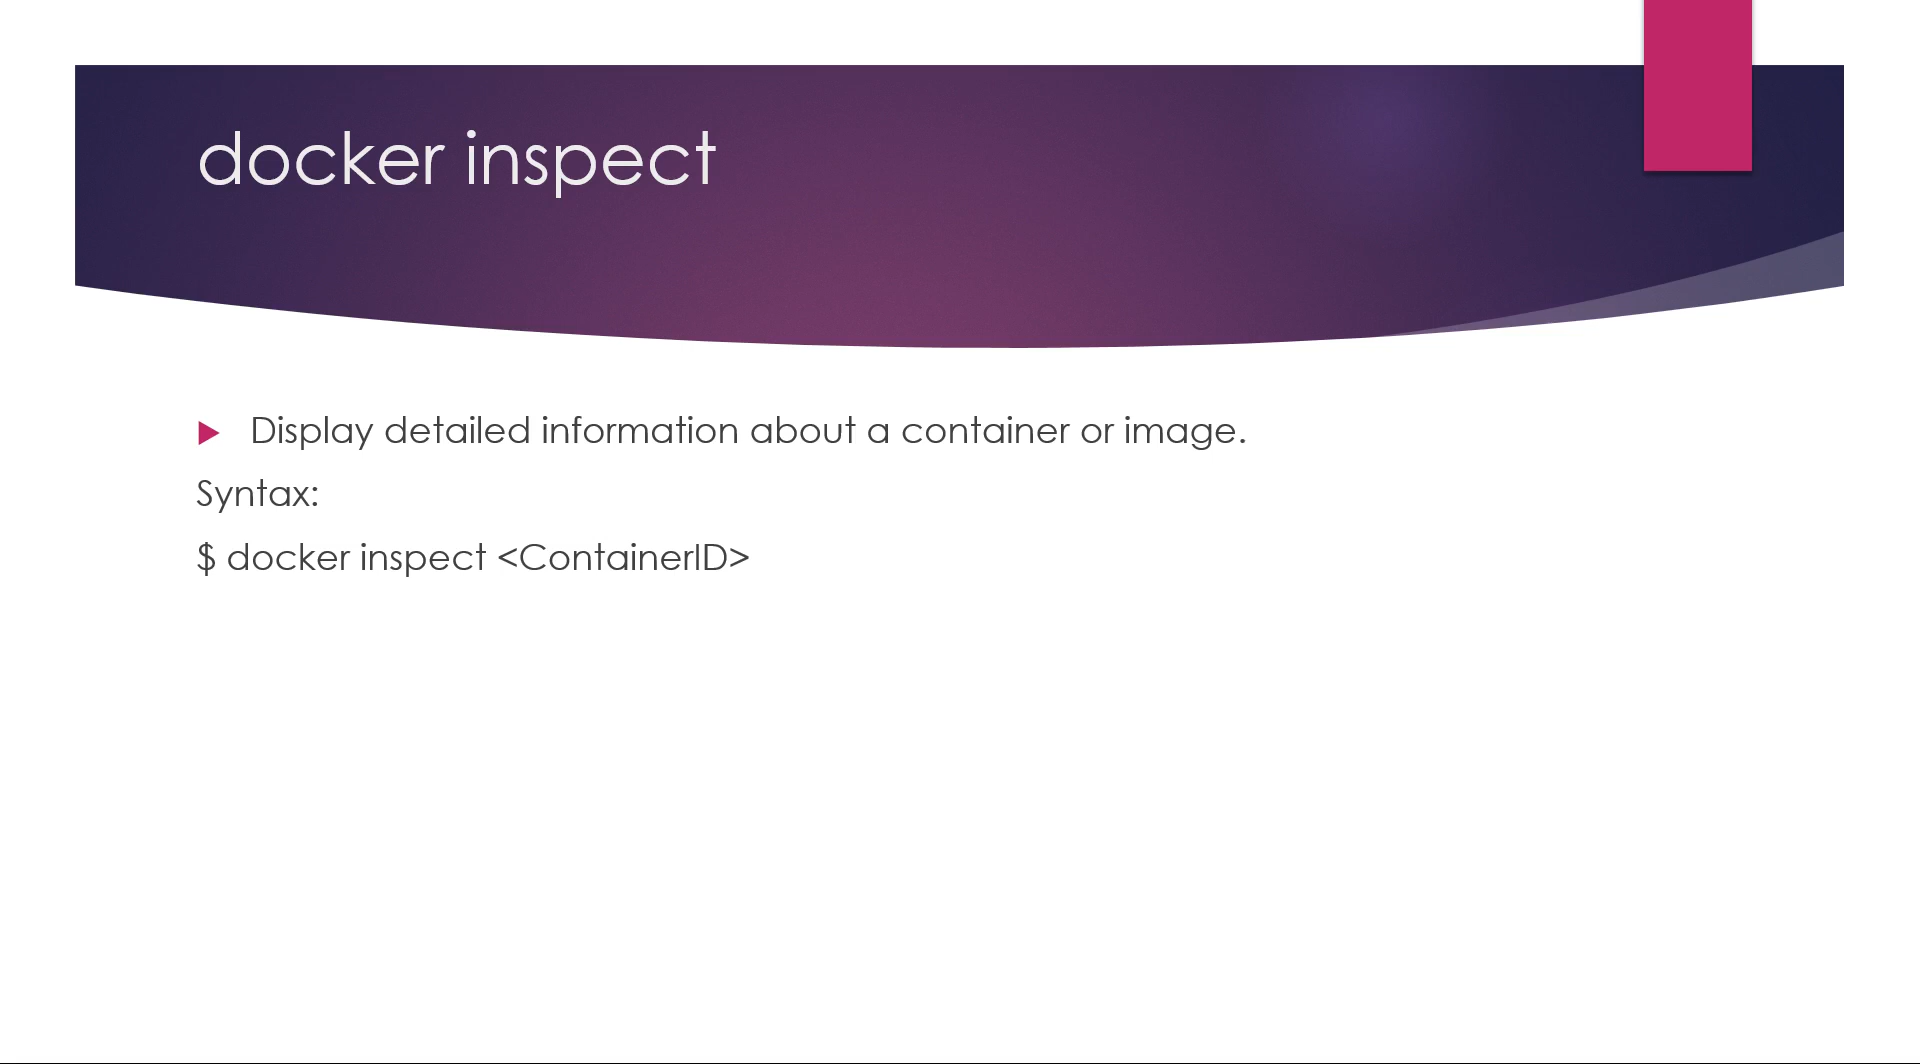 docker inspect
Display detailed information about a container or image.
Syntax:
$ docker inspect <ContainerID>